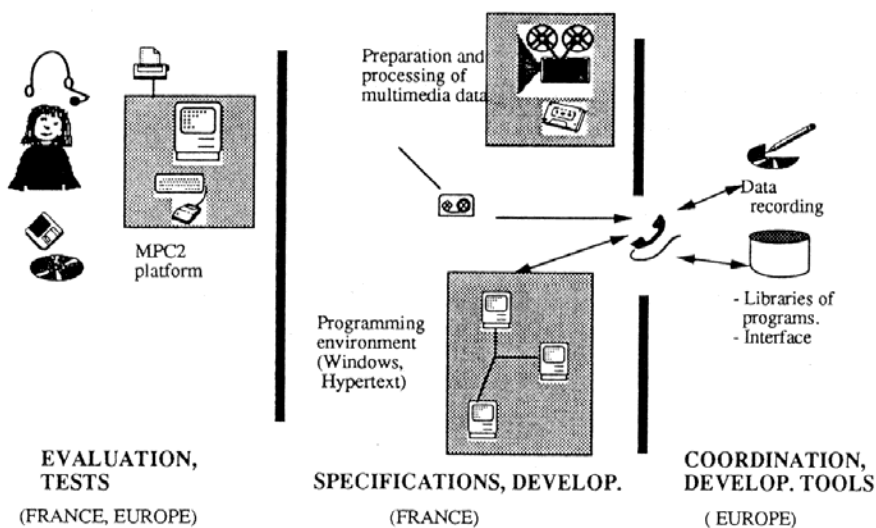 MPC2
platform
EVALUATION,
TESTS
(FRANCE, EUROPE)
Preparation and
processing of
multimedia data
Programming
environment
(Windows,
Hypertext)
SPECIFICATIONS, DEVELOP.
(FRANCE)
Data
recording
- Libraries of
programs.
- Interface
COORDINATION,
DEVELOP. TOOLS
( EUROPE)